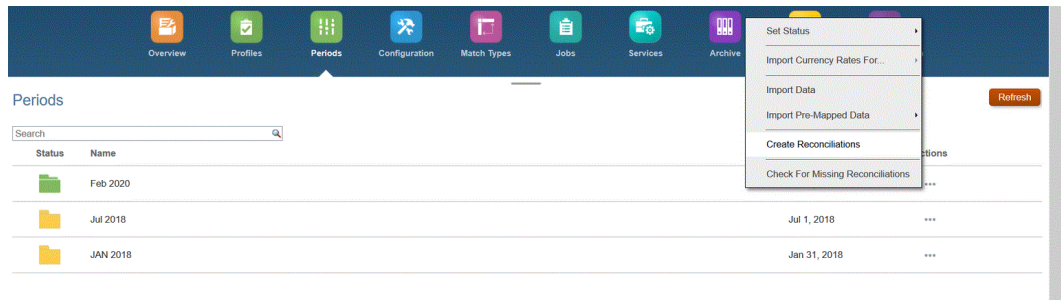 Overview
Profiles
Periods
Configuration
Match Types
Jobs
Services
Archive
Set Status
Import Currency Rates For...
Import Data
Import Pre-Mapped Data
Create Reconciliations
Check For Missing Reconciliations
Periods
Refresh
Search
Status Name ctions
Feb 2020
Jul 2018 Jul 1, 2018
JAN 2018 Jan 31, 2018